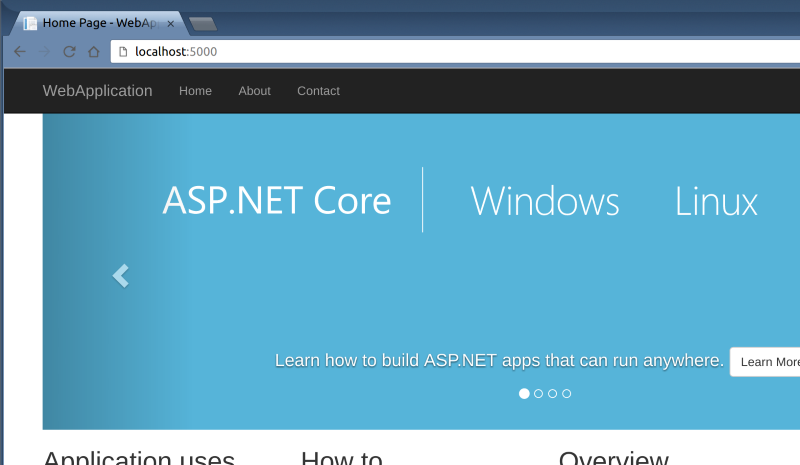 Home Page - WebAp
localhost:5000
WebApplication Home About Contact
ASP.NET Core Windows Linux
Learn how to build ASP.NET apps that can run anywhere. Learn More
Application uses How to Overview